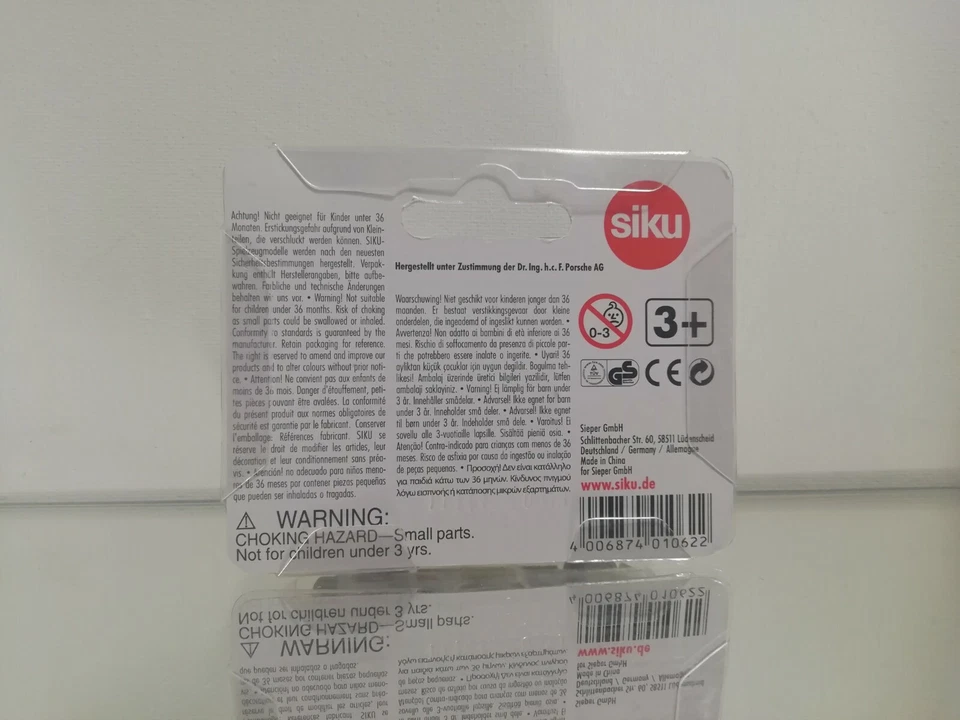 Achtung! Nicht geeignet für Kinder unter 36
Monaten. Erstickungsgefahr aufgrund von Klein-
teilen, die verschluckt werden können. SIKU-
Spielzeugmodelle werden nach den neuesten
Sicherheitsbestimmungen hergestellt. Verpak-
kung enthält Herstellerangaben, bitte aufbe-
wahren. Farbliche und technische Änderungen
behalten wir uns vor. • Warning! Not suitable
for children under 36 months. Risk of choking
as small parts could be swallowed or inhaled.
Conformity to standards is guaranteed by the
manufacturer. Retain packaging for reference.
The right is reserved to amend and improve our
products and to alter colours without prior noti-
ce. • Attention! Ne convient pas aux enfants de
moins de 36 mois. Danger d'étouffement, peti-
tes pièces pouvant être avalées. La conformité
du présent produit aux normes obligatoires de
sécurité est garantie par le fabricant. Conserver
l'emballage. Références fabricant. SIKU se
réserve le droit de modifier les articles, leur
décoration et leur conditionnement sans préa-
vis. • Atención! no adecuado para niños meno-
res de 36 meses por contener piezas pequeñas
que pueden ser inhaladas o tragadas.
Hergestellt unter Zustimmung der Dr. Ing. h.c. F. Porsche AG
Waarschuwing! Niet geschikt voor kinderen jonger dan 36
maanden. Er bestaat verstikkingsgevaar door kleine
onderdelen, die ingeademd of ingeslikt kunnen worden. •
Avvertenza! Non adatto ai bambini di età inferiore ai 36
mesi. Rischio di soffocamento da presenza di piccole par-
ti che potrebbero essere inalate o ingerite. • Uyari! 36
ayliktan küçük çocuklar için uygun degildir. Bogulma teh-
likesi! Ambalaj üzerinde üretici bilgileri yazilidir, lütfen
ambalaji saklayiniz. • Varning! Ej lämplig för barn under
3 år. Innehåller smådelar. • Advarsel! Ikke egnet for barn
under 3 år. Inneholder små deler. • Advarsel! Ikke egnet
til børn under 3 år. Indeholder små dele. • Varoitus! Ei
soveilu alle 3-vuotiaille lapsille. Sisältää pieniä osia. •
Atenção! Contra-indicado para crianças com menos de 36
meses. Risco de asfixia por causa da ingestão ou inalação
de peças pequenas. • Προσοχή! Δεν είναι κατάλληλο
για παιδιά κάτω των 36 μηνών. Κίνδυνος πνιγμού
λόγω εισπνοής ή κατάποσης μικρών εξαρτημάτων.
siku
0-3
3+
GS
CE
Sieper GmbH
Schlittenbacher Str. 60, 58511 Lüdenscheid
Deutschland / Germany / Allemagne
Made in China
for Sieper GmbH
www.siku.de
4 006874 010622
WARNING:
CHOKING HAZARD—Small parts.
Not for children under 3 yrs.